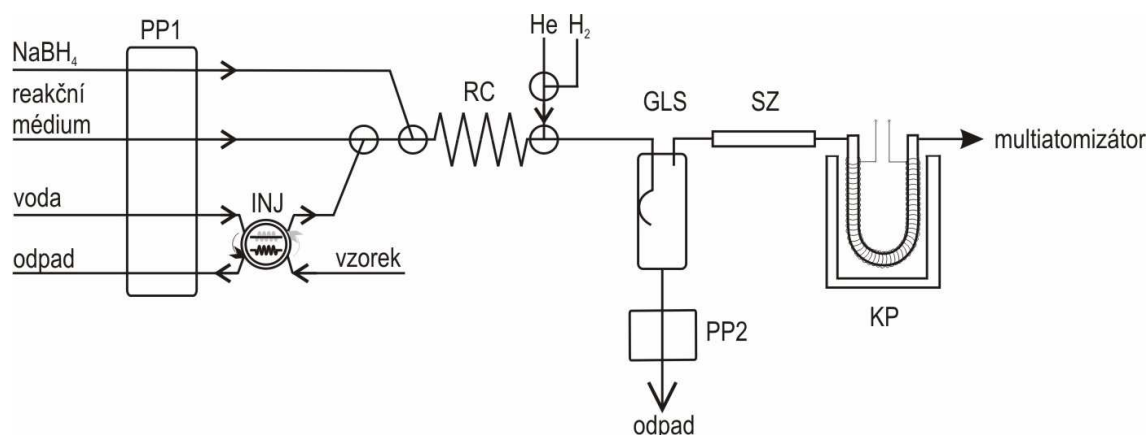 He H₂
PP1
NaBH₄
reakční
médium
RC
GLS
SZ
multiatomizátor
voda
INJ
odpad
vzorek
PP2
KP
odpad